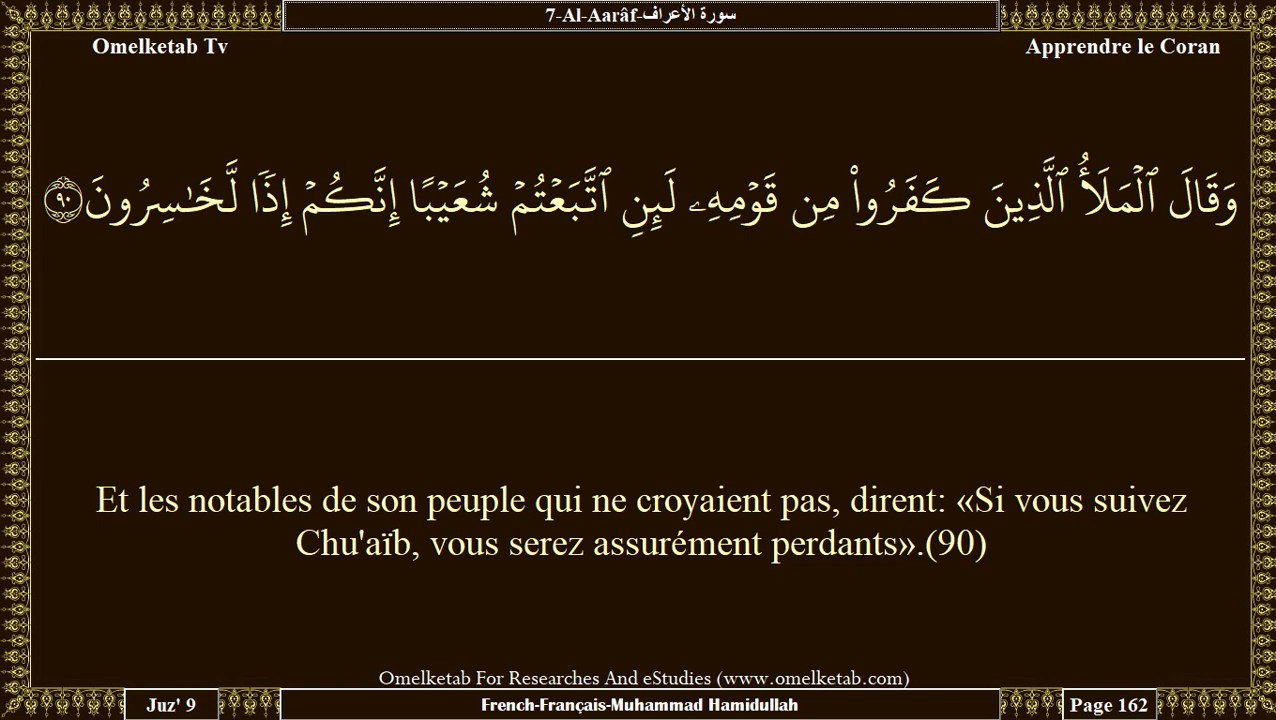 7-Al-Aarâf-سورة الأعراف
Omelketab Tv
Apprendre le Coran
وَقَالَ ٱلْمَلَأُ ٱلَّذِينَ كَفَرُوا۟ مِن قَوْمِهِۦ لَئِنِ ٱتَّبَعْتُمْ شُعَيْبًا إِنَّكُمْ إِذًا لَّخَـٰسِرُونَ ٩٠
Et les notables de son peuple qui ne croyaient pas, dirent: «Si vous suivez
Chu'aïb, vous serez assurément perdants».(90)
Omelketab For Researches And eStudies (www.omelketab.com)
Juz' 9
French-Français-Muhammad Hamidullah
Page 162